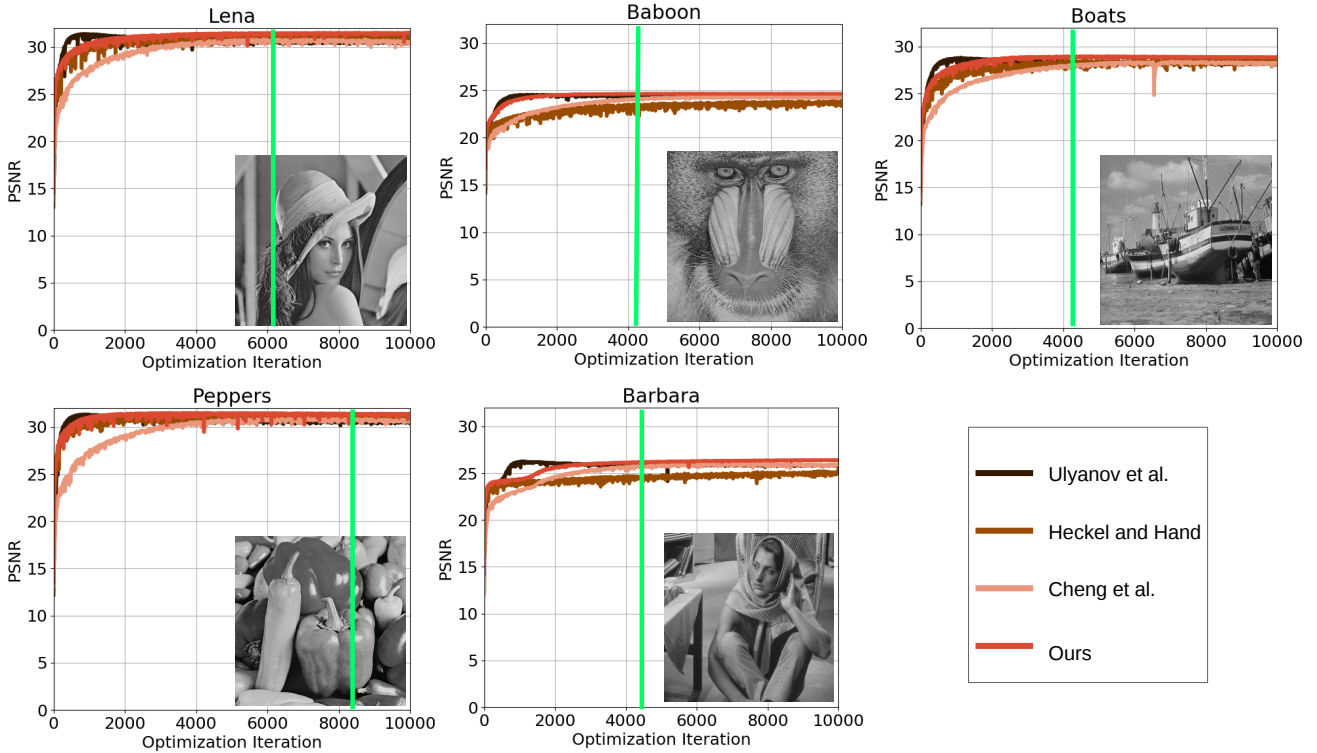 Lena
30
25
20
15
10
5
0
PSNR
0 2000 4000 6000 8000 10000
Optimization Iteration
Baboon
30
25
20
15
10
5
0
PSNR
0 2000 4000 6000 8000 10000
Optimization Iteration
Boats
30
25
20
15
10
5
0
PSNR
0 2000 4000 6000 8000 10000
Optimization Iteration
Peppers
30
25
20
15
10
5
0
PSNR
0 2000 4000 6000 8000 10000
Optimization Iteration
Barbara
30
25
20
15
10
5
0
PSNR
0 2000 4000 6000 8000 10000
Optimization Iteration
Ulyanov et al.
Heckel and Hand
Cheng et al.
Ours